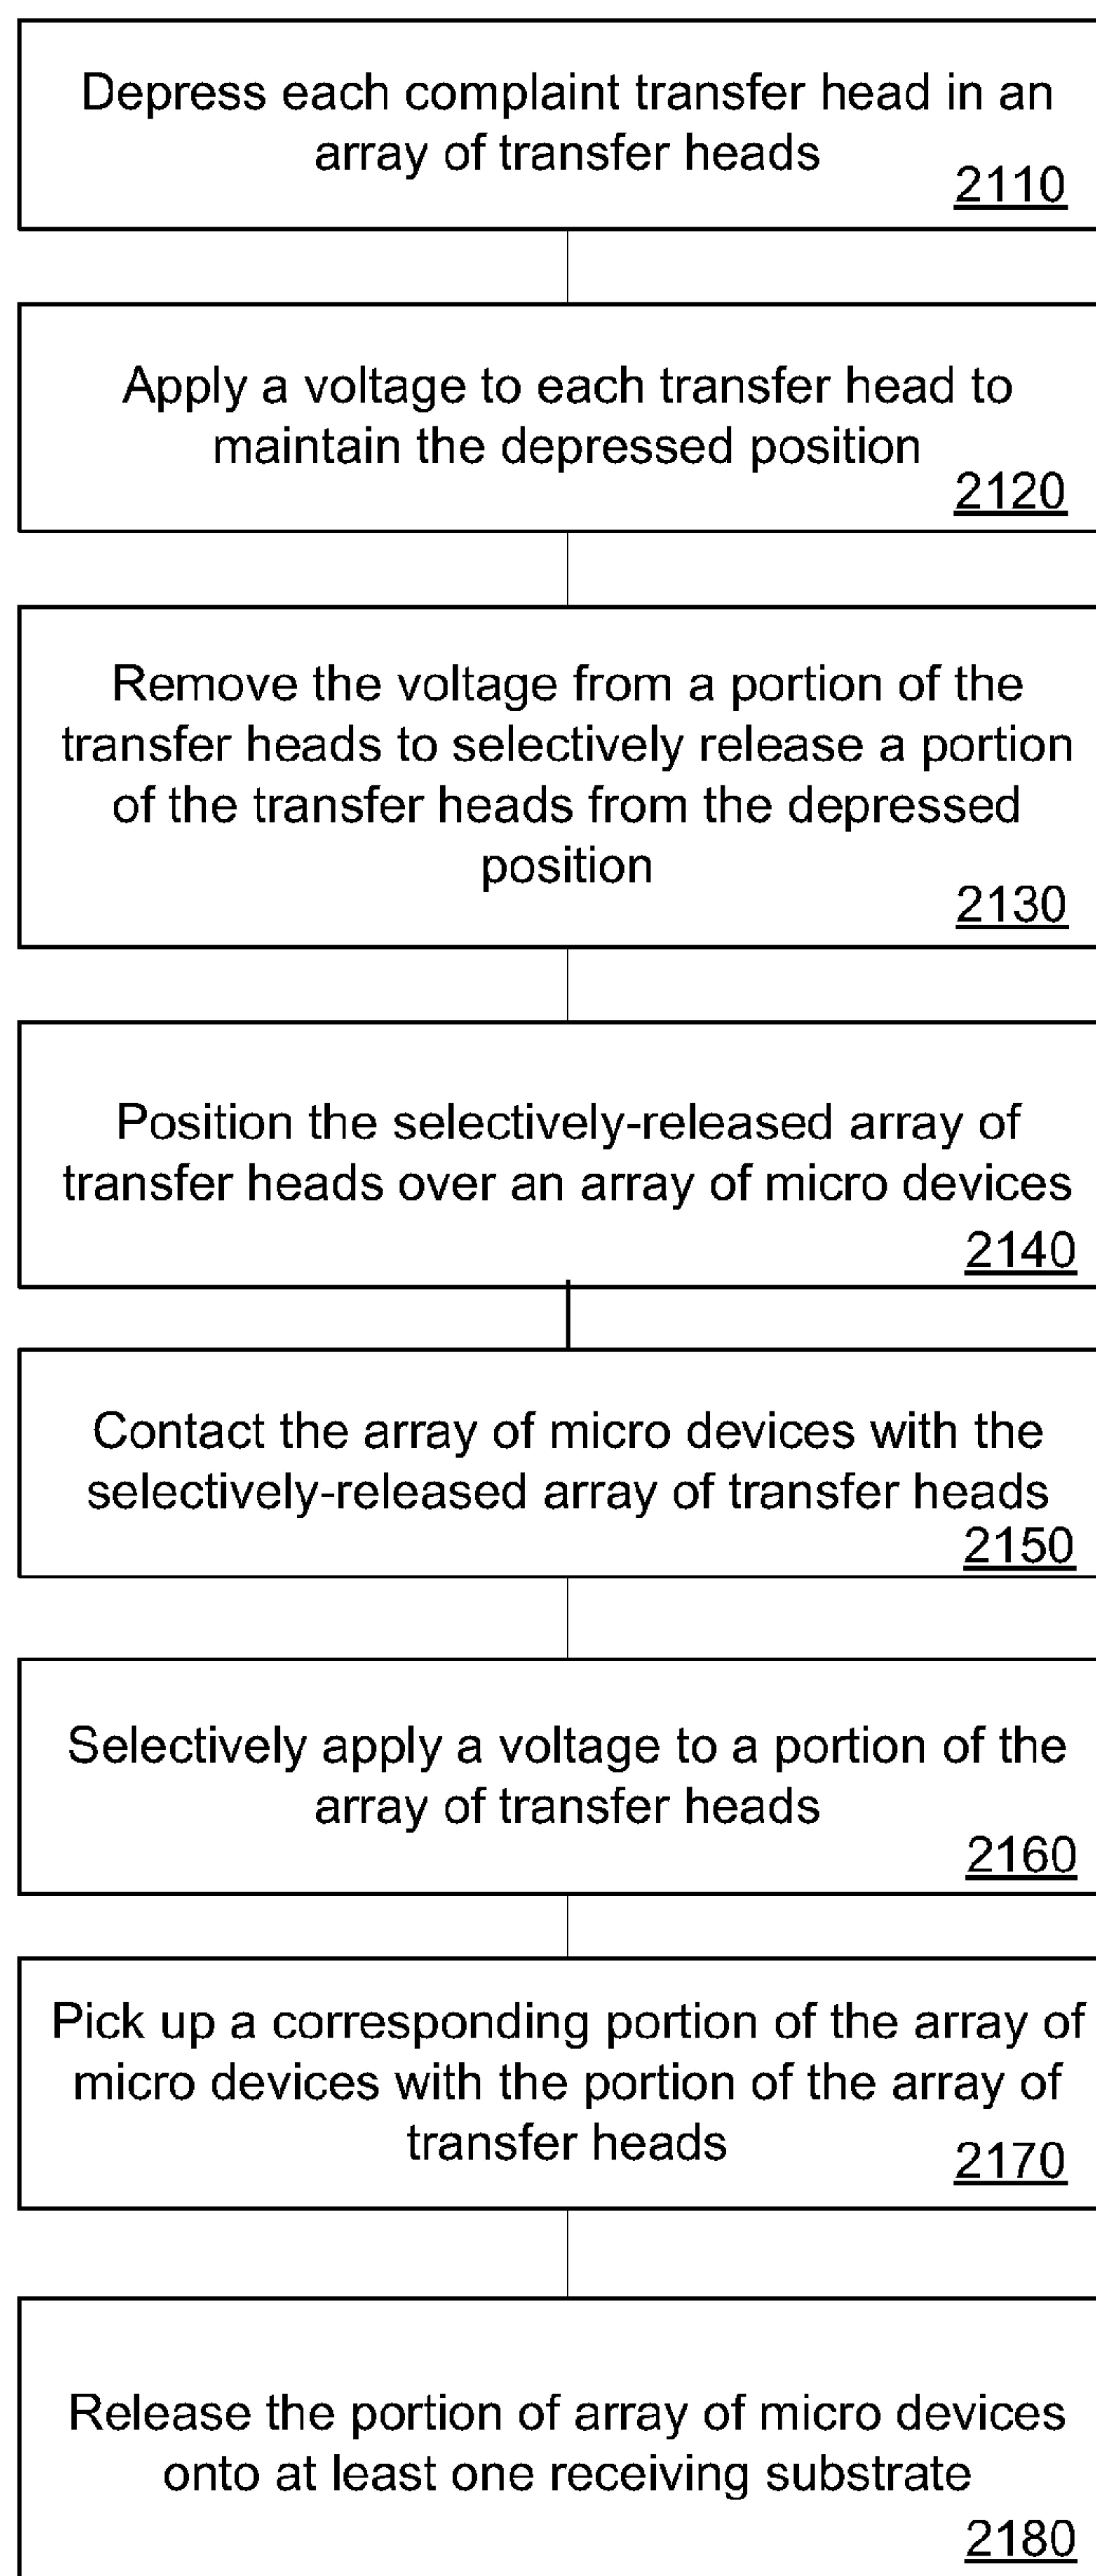 Depress each complaint transfer head in an
array of transfer heads
2110
Apply a voltage to each transfer head to
maintain the depressed position
2120
Remove the voltage from a portion of the
transfer heads to selectively release a portion
of the transfer heads from the depressed
position
2130
Position the selectively-released array of
transfer heads over an array of micro devices
2140
Contact the array of micro devices with the
selectively-released array of transfer heads
2150
Selectively apply a voltage to a portion of the
array of transfer heads
2160
Pick up a corresponding portion of the array of
micro devices with the portion of the array of
transfer heads
2170
Release the portion of array of micro devices
onto at least one receiving substrate
2180